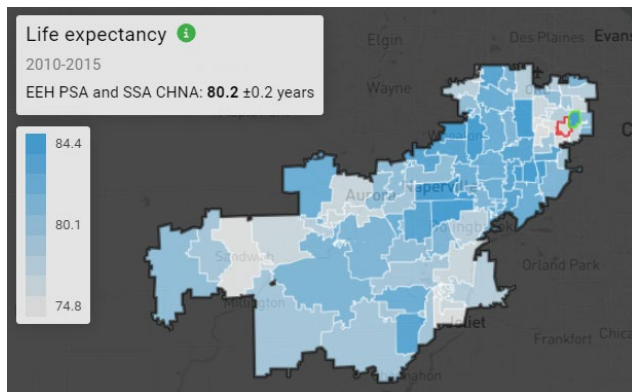 Life expectancy i
2010-2015
EEH PSA and SSA CHNA: 80.2 ±0.2 years
84.4
80.1
74.8
Elgin
Des Plaines
Evans
Wayne
Aurora
Naperville
Sandwich
Orland Park
Joliet
Frankfort
Chica